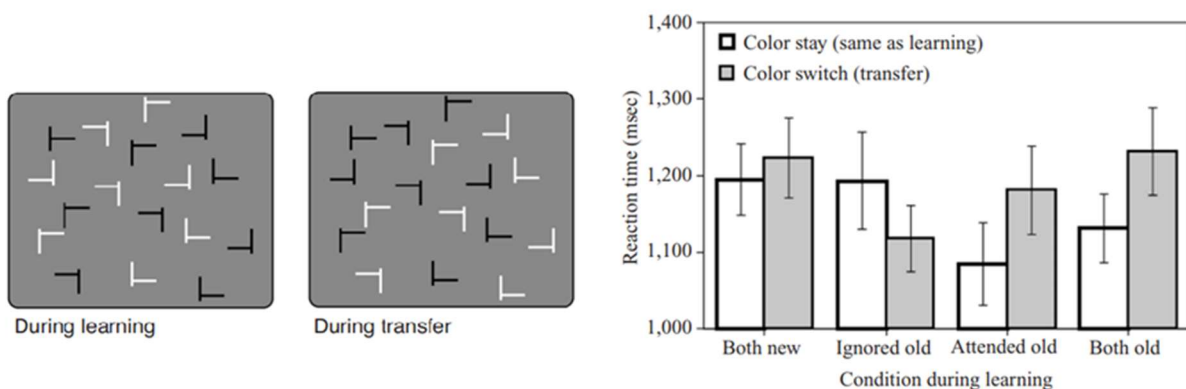 During learning
During transfer
1,400
1,300
1,200
1,100
1,000
Reaction time (msec)
Color stay (same as learning)
Color switch (transfer)
Both new
Ignored old
Attended old
Both old
Condition during learning